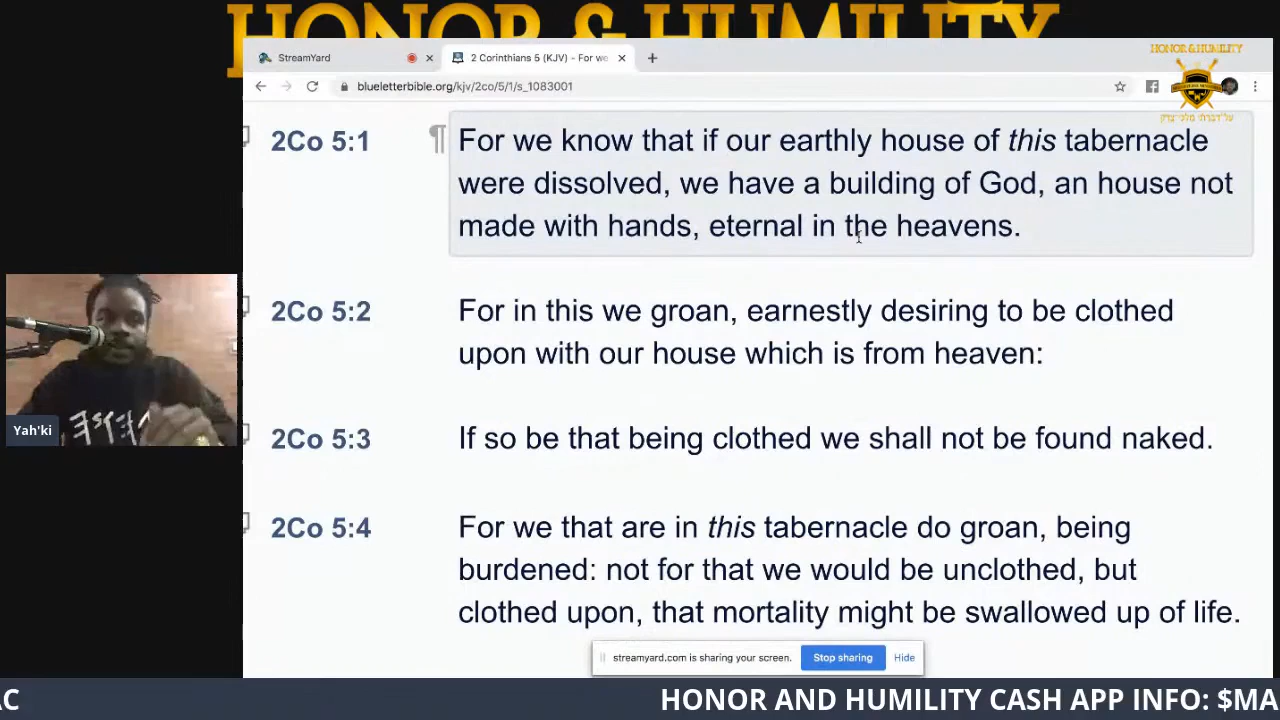 HONOR & HUMILITY
StreamYard
2 Corinthians 5 (KJV) - For we
HONOR & HUMILITY
blueletterbible.org/kjv/2co/5/1/s_1083001
על־דברתי מלכי־צדק
2Co 5:1 ¶ For we know that if our earthly house of this tabernacle
were dissolved, we have a building of God, an house not
made with hands, eternal in the heavens.
2Co 5:2 For in this we groan, earnestly desiring to be clothed
upon with our house which is from heaven:
2Co 5:3 If so be that being clothed we shall not be found naked.
Yah'ki
2Co 5:4 For we that are in this tabernacle do groan, being
burdened: not for that we would be unclothed, but
clothed upon, that mortality might be swallowed up of life.
streamyard.com is sharing your screen. Stop sharing Hide
AC HONOR AND HUMILITY CASH APP INFO: $MA